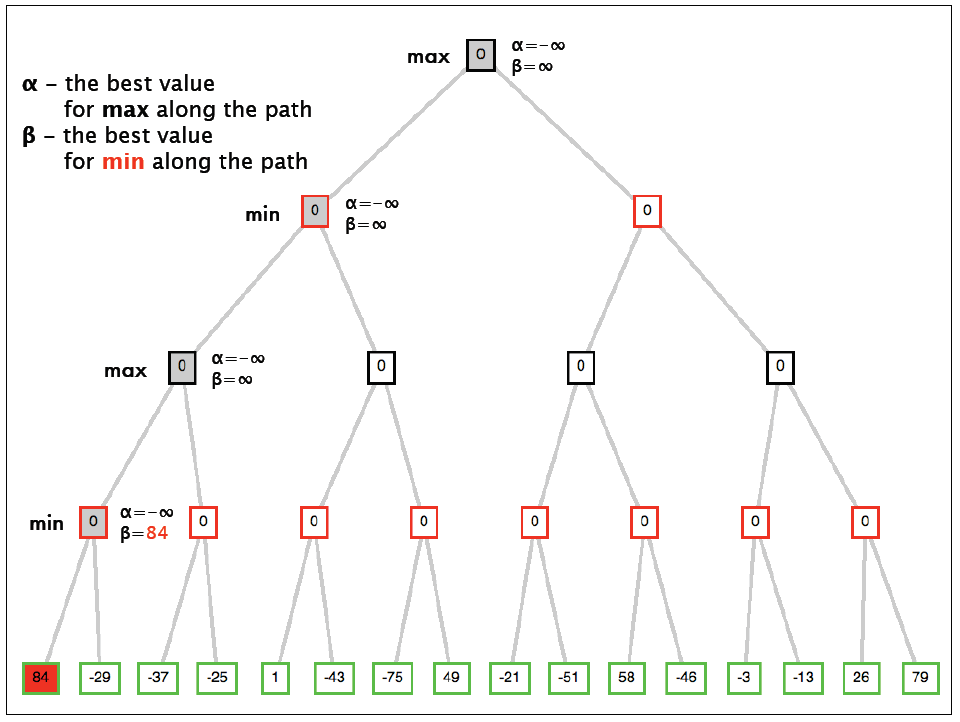 max 0 α=-∞
β=∞
α - the best value
for max along the path
β - the best value
for min along the path
min 0 α=-∞
β=∞
0
max 0 α=-∞
β=∞
0 0 0
min 0 α=-∞
β=84
0 0 0 0 0 0 0
84 -29 -37 -25 1 -43 -75 49 -21 -51 58 -46 -3 -13 26 79